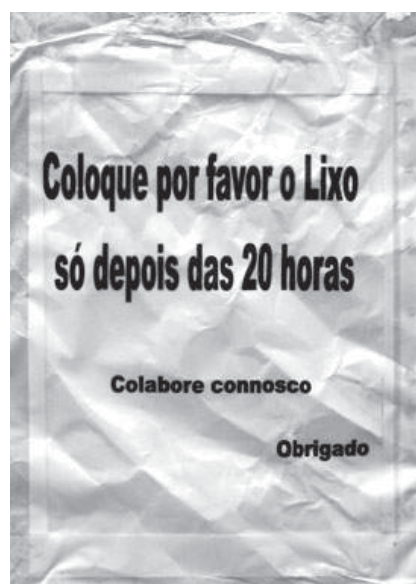 Coloque por favor o Lixo
só depois das 20 horas
Colabore connosco
Obrigado